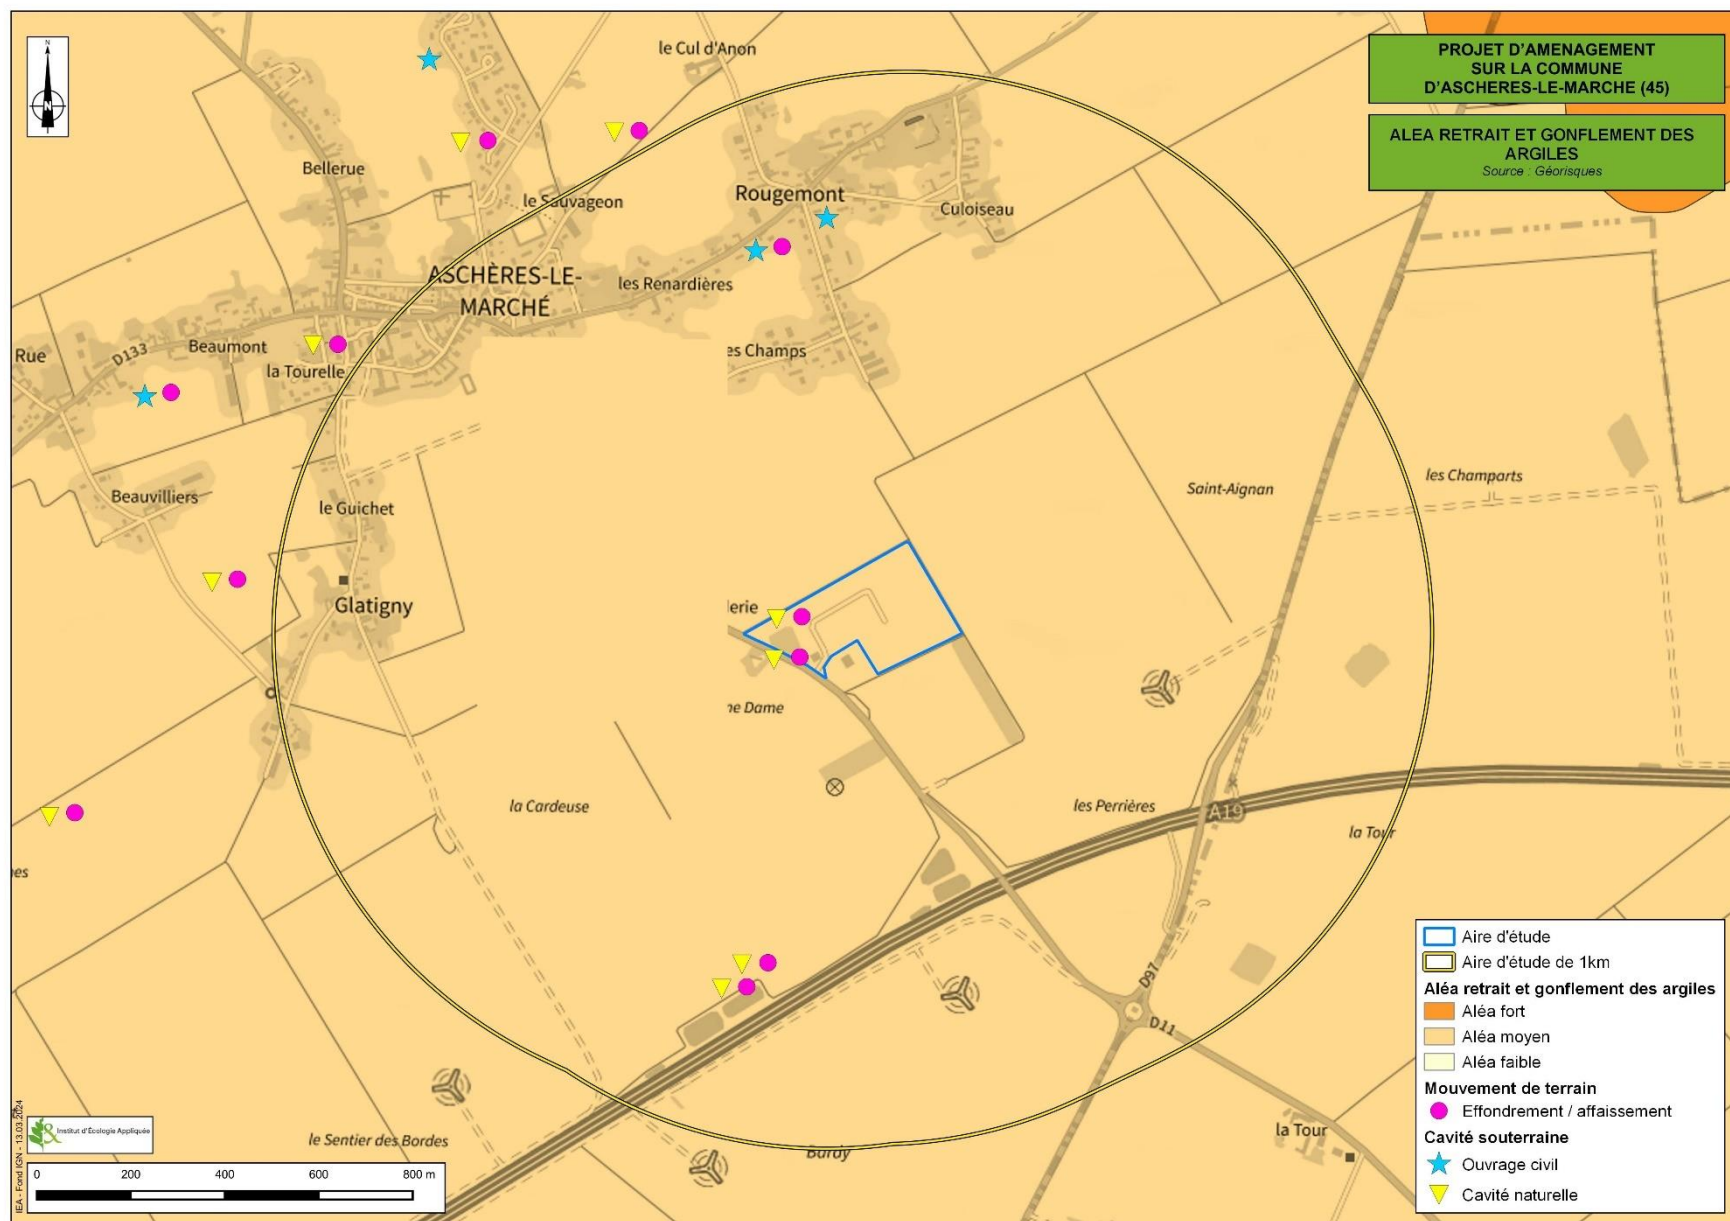 N
PROJET D'AMENAGEMENT
SUR LA COMMUNE
D'ASCHERES-LE-MARCHE (45)
ALEA RETRAIT ET GONFLEMENT DES
ARGILES
Source : Géorisques
le Cul d'Anon
Bellerue
le Sauvageon
Rougemont
Culoiseau
ASCHÈRES-LE-
MARCHÉ
les Renardières
Rue
D133
Beaumont
la Tourelle
es Champs
Beauvilliers
le Guichet
Saint-Aignan
les Champarts
Glatigny
lerie
ne Dame
la Cardeuse
les Perrières
A19
la Tour
nes
D97
D11
la Tour
le Sentier des Bordes
Bardy
Aire d'étude
Aire d'étude de 1km
Aléa retrait et gonflement des argiles
Aléa fort
Aléa moyen
Aléa faible
Mouvement de terrain
Effondrement / affaissement
Cavité souterraine
Ouvrage civil
Cavité naturelle
IEA - Fond IGN - 13.03.2024
& Institut d'Écologie Appliquée
0 200 400 600 800 m